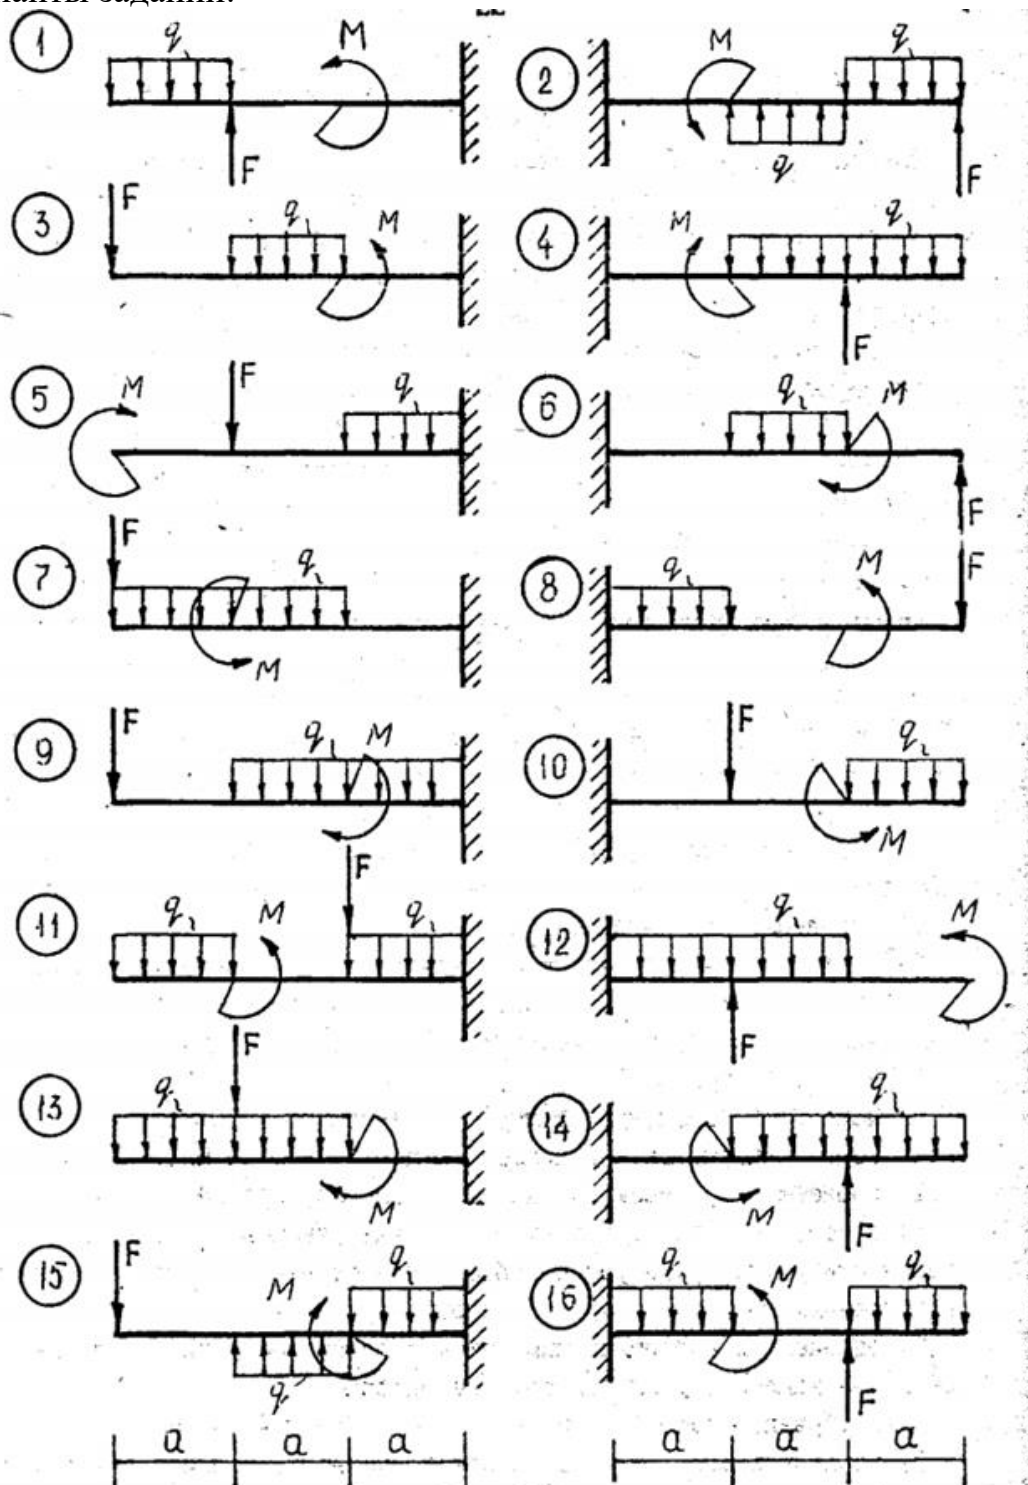 1 q M F
2 M q q F
3 F q M
4 M q F
5 M F q
6 q M F
7 F q M
8 q M F
9 F q M
10 F q M
11 q M F q
12 q M F
13 q F M
14 M q F
15 F M q q
16 q M q F
a a a a a a